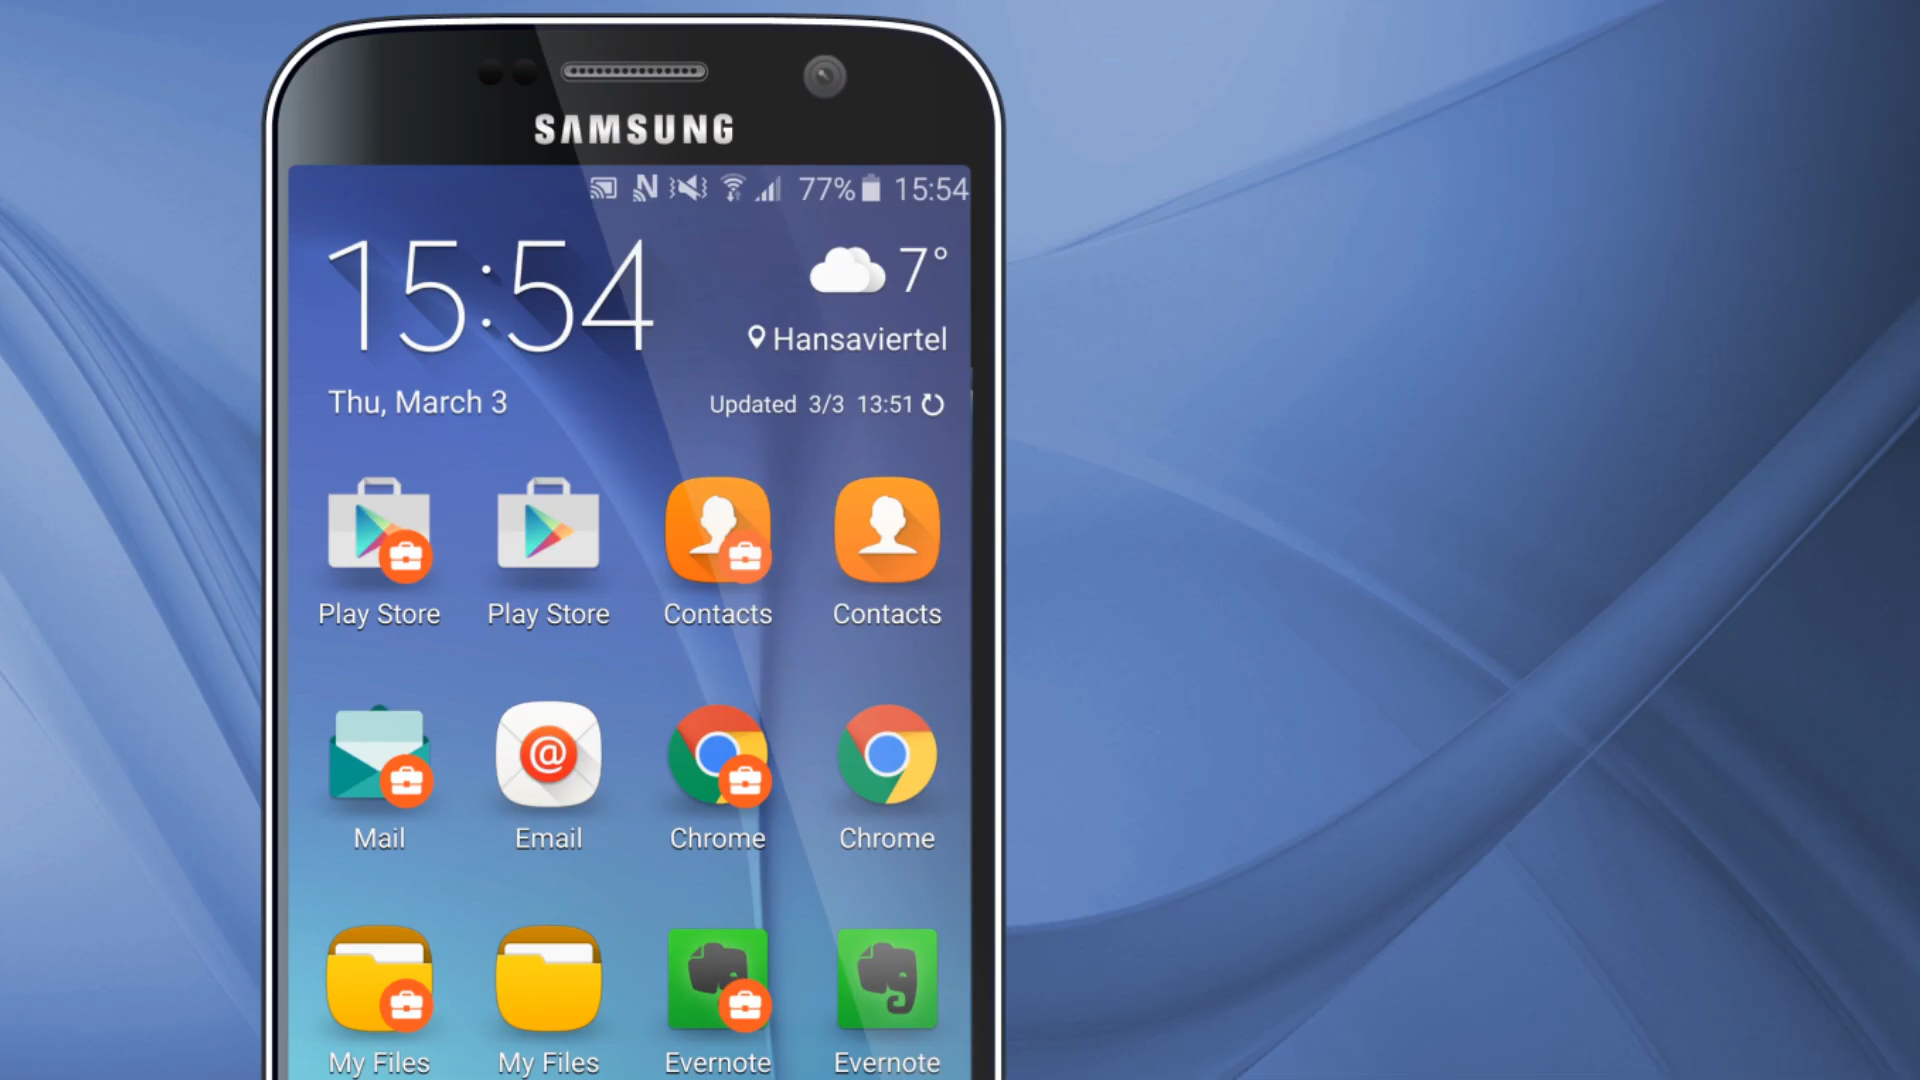 SAMSUNG
77% 15:54
15:54
7°
Hansaviertel
Thu, March 3
Updated 3/3 13:51
Play Store
Play Store
Contacts
Contacts
Mail
Email
Chrome
Chrome
My Files
My Files
Evernote
Evernote